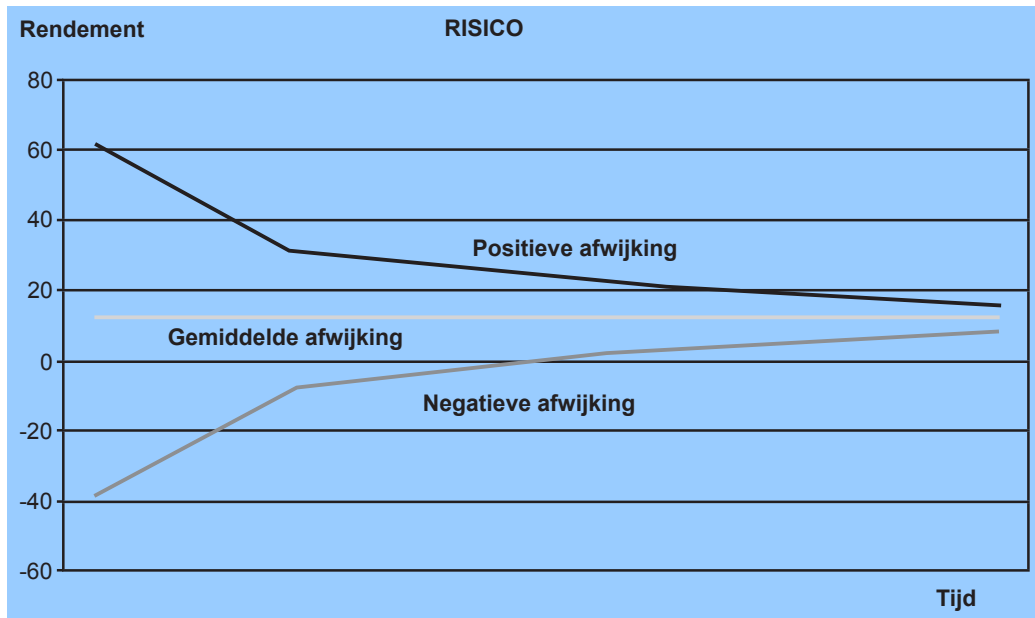 Rendement
RISICO
80
60
40
Positieve afwijking
20
Gemiddelde afwijking
0
Negatieve afwijking
-20
-40
-60
Tijd